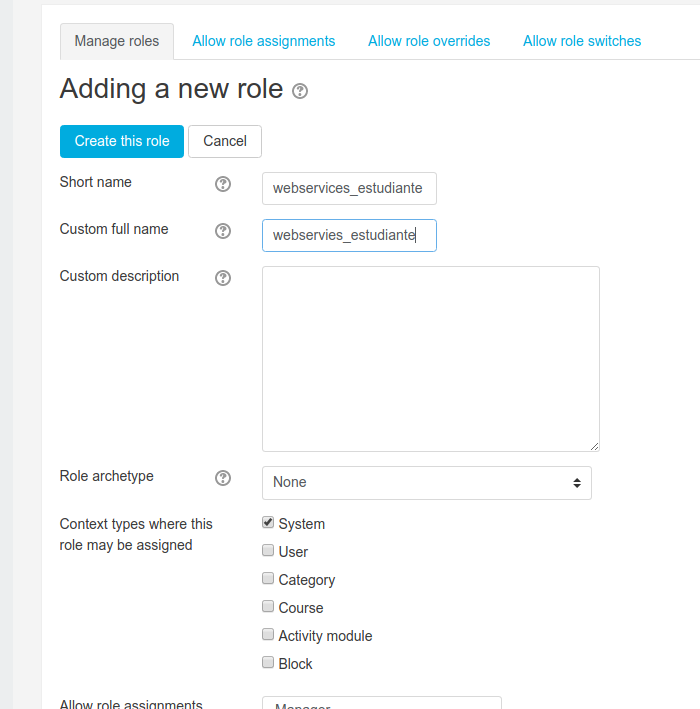 Manage roles
Allow role assignments
Allow role overrides
Allow role switches
Adding a new role
Create this role
Cancel
Short name
webservices_estudiante
Custom full name
webservies_estudiante
Custom description
Role archetype
None
Context types where this
role may be assigned
System
User
Category
Course
Activity module
Block
Allow role assignments
Manager